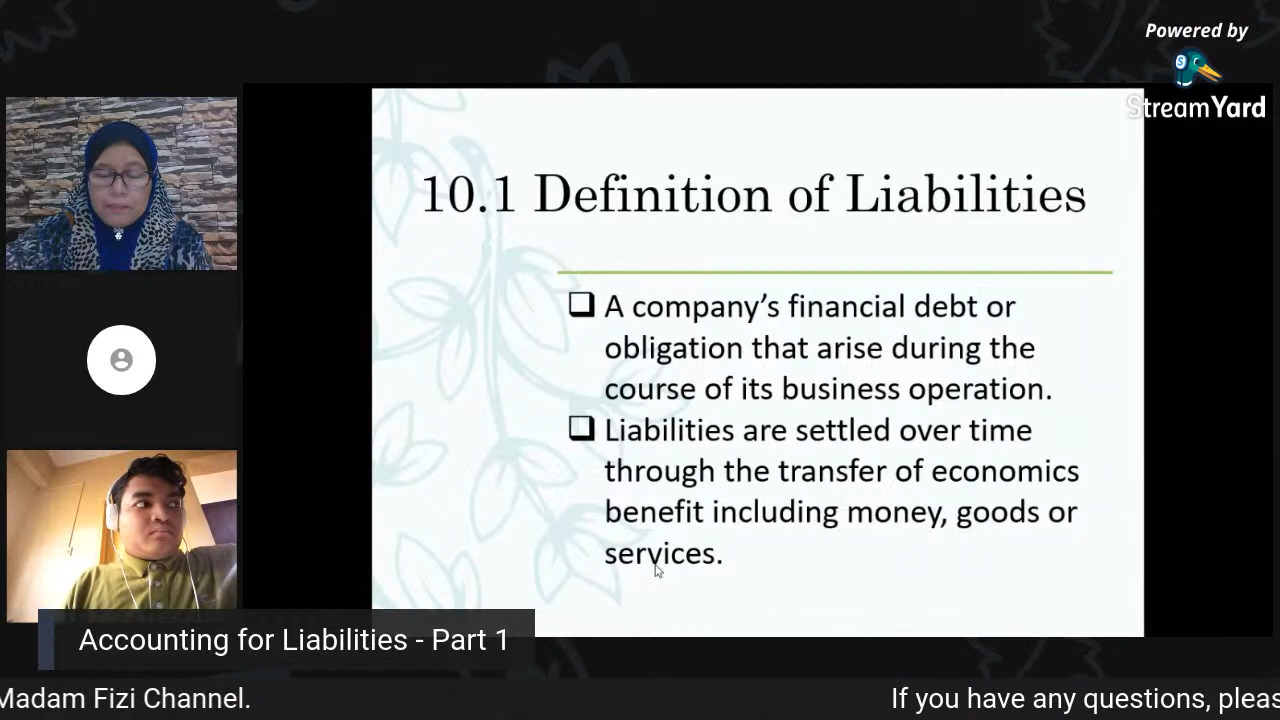 Powered by
StreamYard
10.1 Definition of Liabilities
❑ A company’s financial debt or
obligation that arise during the
course of its business operation.
❑ Liabilities are settled over time
through the transfer of economics
benefit including money, goods or
services.
Accounting for Liabilities - Part 1
Madam Fizi Channel.
If you have any questions,